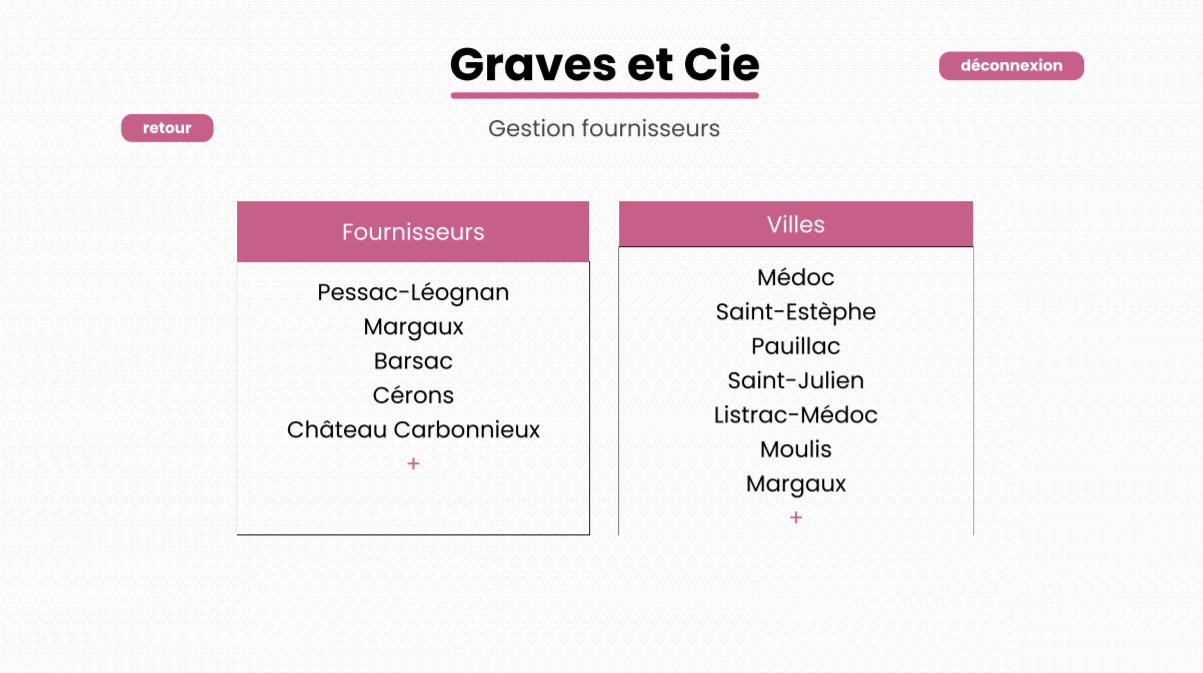 Graves et Cie
déconnexion
retour
Gestion fournisseurs
Fournisseurs
Pessac-Léognan
Margaux
Barsac
Cérons
Château Carbonnieux
+
Villes
Médoc
Saint-Estèphe
Pauillac
Saint-Julien
Listrac-Médoc
Moulis
Margaux
+